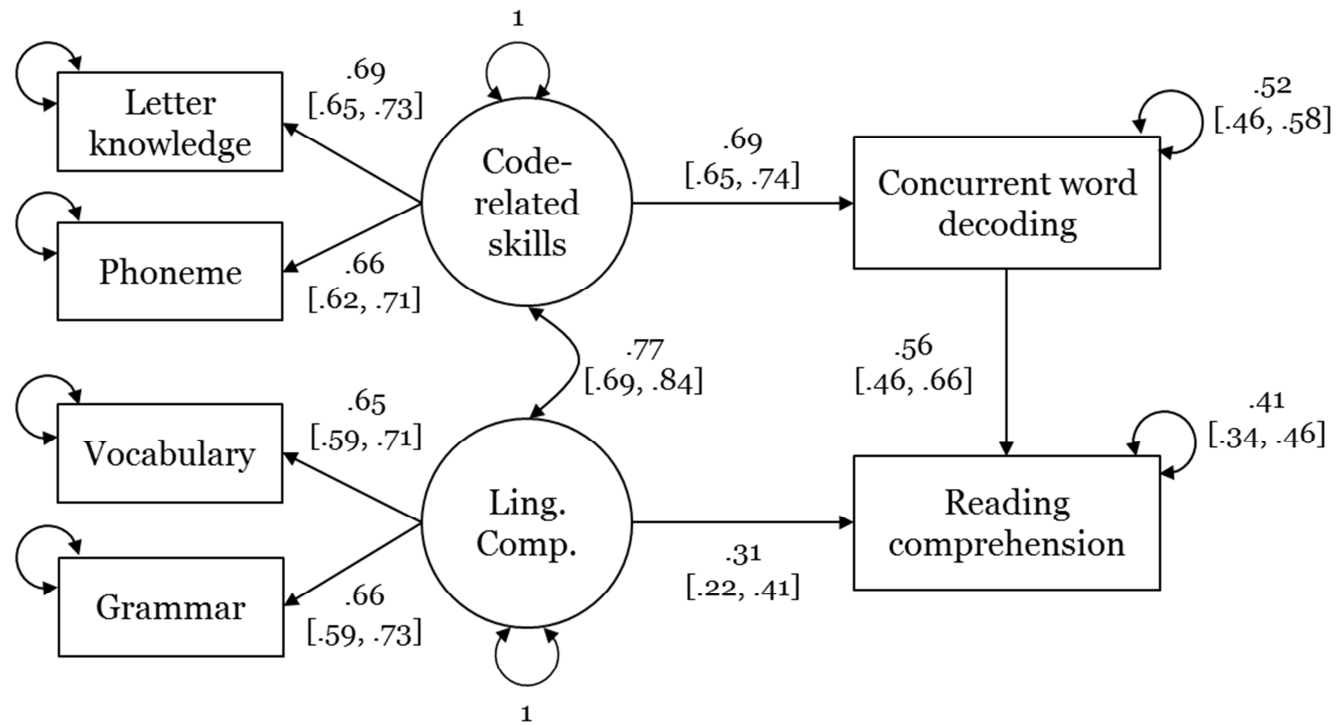 1
Letter
knowledge
.69
[.65, .73]
Code-
related
skills
.69
[.65, .74]
Concurrent word
decoding
.52
[.46, .58]
Phoneme
.66
[.62, .71]
.77
[.69, .84]
.56
[.46, .66]
Vocabulary
.65
[.59, .71]
Ling.
Comp.
.31
[.22, .41]
Reading
comprehension
.41
[.34, .46]
Grammar
.66
[.59, .73]
1